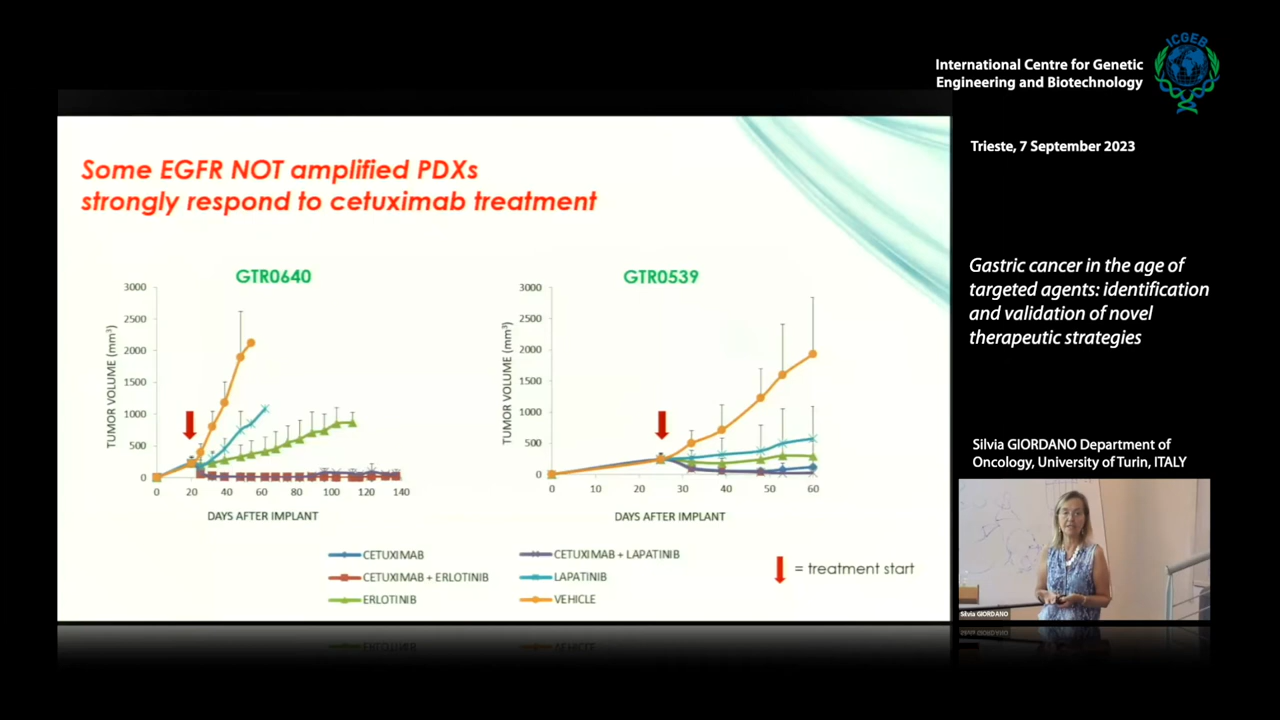 ICGEB
International Centre for Genetic
Engineering and Biotechnology
Trieste, 7 September 2023
Some EGFR NOT amplified PDXs
strongly respond to cetuximab treatment
GTR0640
TUMOR VOLUME (mm³)
3000
2500
2000
1500
1000
500
0
0 20 40 60 80 100 120 140
DAYS AFTER IMPLANT
GTR0539
TUMOR VOLUME (mm³)
3000
2500
2000
1500
1000
500
0
0 10 20 30 40 50 60
DAYS AFTER IMPLANT
CETUXIMAB
CETUXIMAB + ERLOTINIB
ERLOTINIB
CETUXIMAB + LAPATINIB
LAPATINIB
VEHICLE
= treatment start
Gastric cancer in the age of
targeted agents: identification
and validation of novel
therapeutic strategies
Silvia GIORDANO Department of
Oncology, University of Turin, ITALY
Silvia GIORDANO